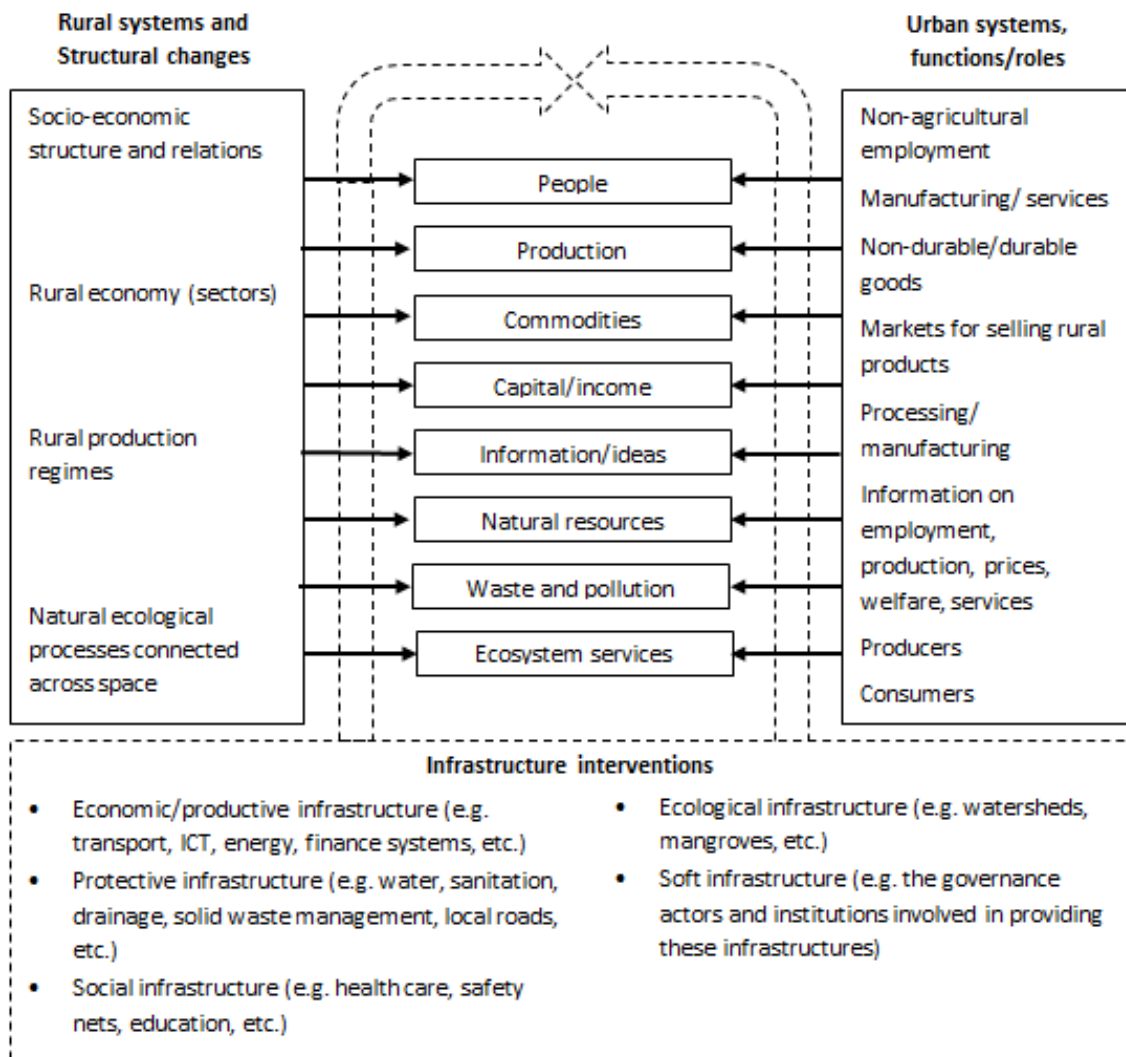 Rural systems and
Structural changes
Urban systems,
functions/roles
Socio-economic
structure and relations
Rural economy (sectors)
Rural production
regimes
Natural ecological
processes connected
across space
People
Production
Commodities
Capital/income
Information/ideas
Natural resources
Waste and pollution
Ecosystem services
Non-agricultural
employment
Manufacturing/ services
Non-durable/durable
goods
Markets for selling rural
products
Processing/
manufacturing
Information on
employment,
production, prices,
welfare, services
Producers
Consumers
Infrastructure interventions
• Economic/productive infrastructure (e.g.
transport, ICT, energy, finance systems, etc.)
• Protective infrastructure (e.g. water, sanitation,
drainage, solid waste management, local roads,
etc.)
• Social infrastructure (e.g. health care, safety
nets, education, etc.)
• Ecological infrastructure (e.g. watersheds,
mangroves, etc.)
• Soft infrastructure (e.g. the governance
actors and institutions involved in providing
these infrastructures)